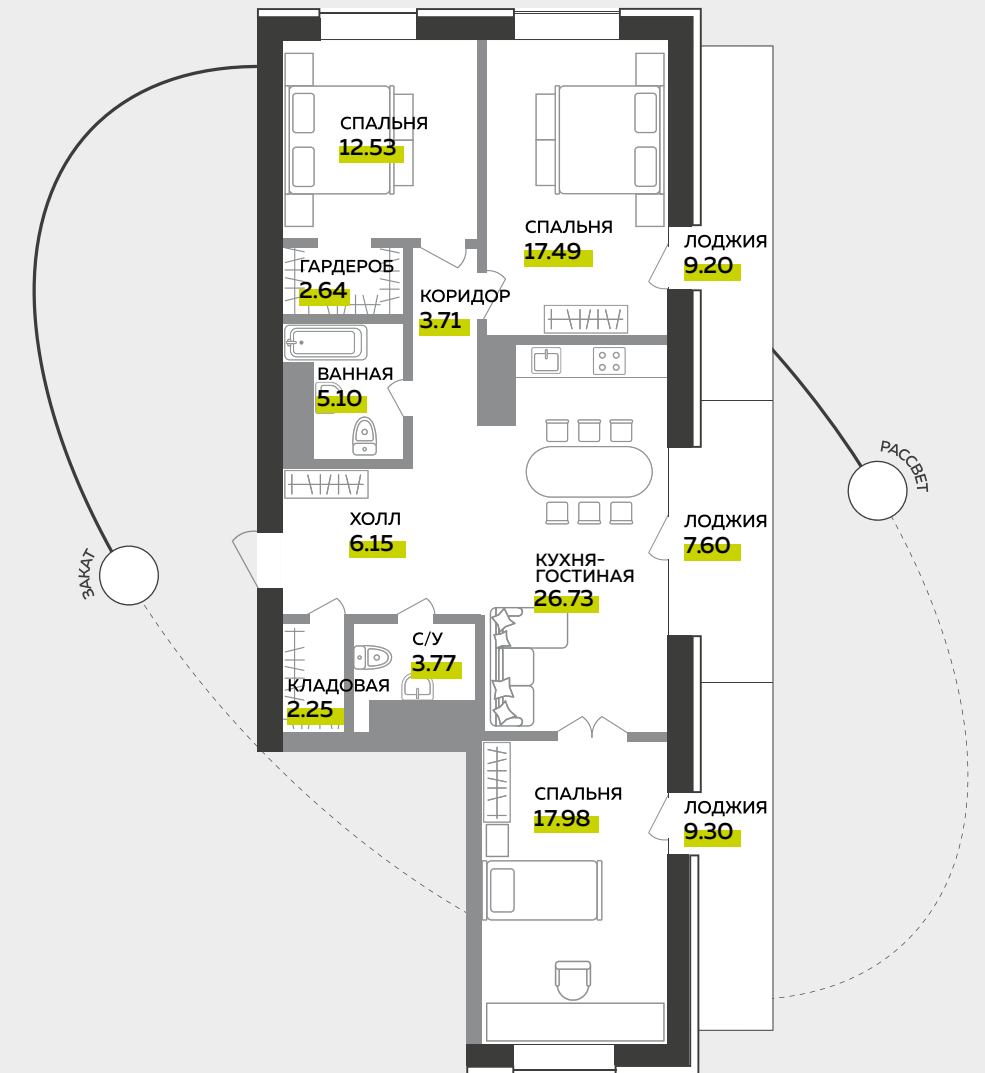 СПАЛЬНЯ
12.53
СПАЛЬНЯ
17.49
ЛОДЖИЯ
9.20
ГАРДЕРОБ
2.64
КОРИДОР
3.71
ВАННАЯ
5.10
РАССВЕТ
ХОЛЛ
6.15
ЛОДЖИЯ
7.60
ЗАКАТ
КУХНЯ-
ГОСТИНАЯ
26.73
С/У
3.77
КЛАДОВАЯ
2.25
СПАЛЬНЯ
17.98
ЛОДЖИЯ
9.30